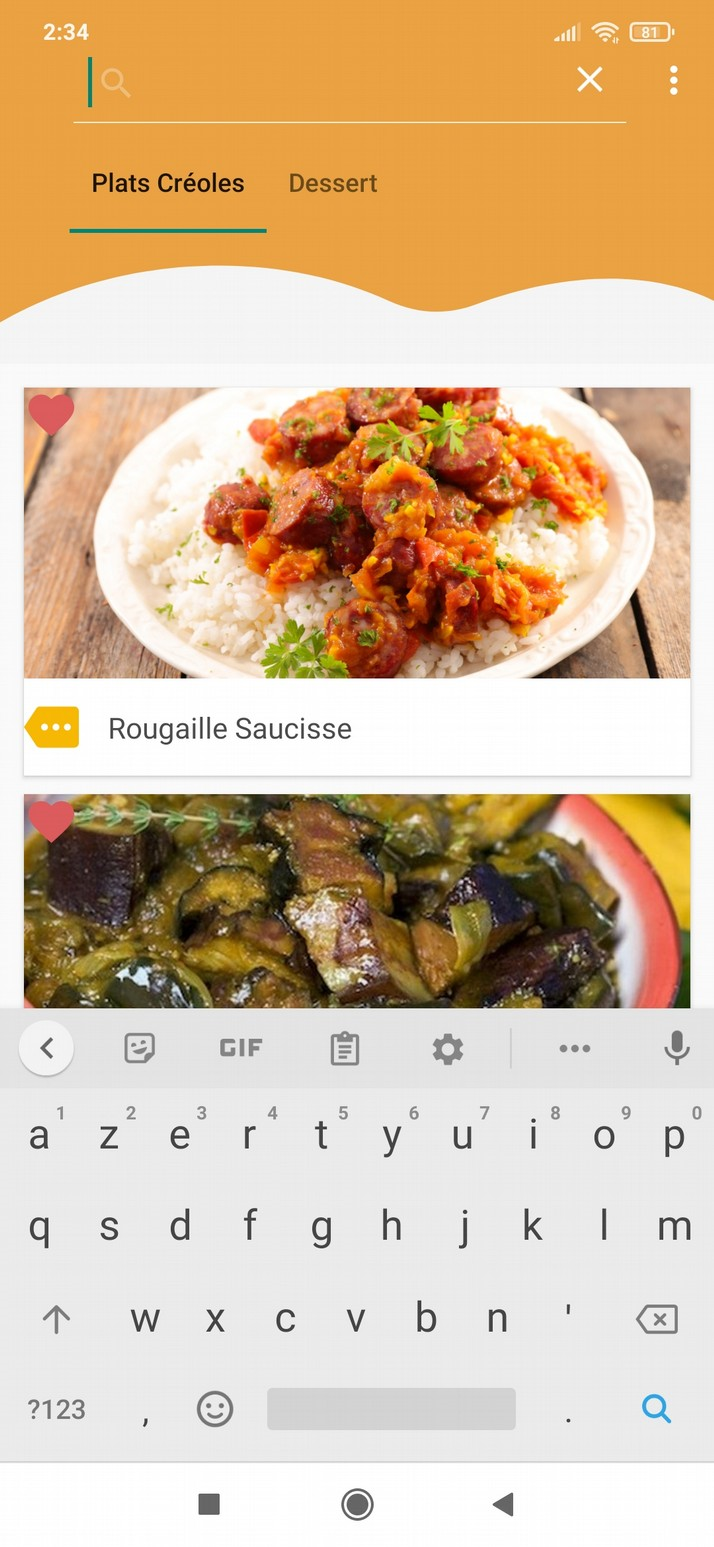 2:34 81
Plats Créoles Dessert
Rougaille Saucisse
GIF
a 1 z 2 e 3 r 4 t 5 y 6 u 7 i 8 o 9 p 0
q s d f g h j k l m
w x c v b n '
?123 , .